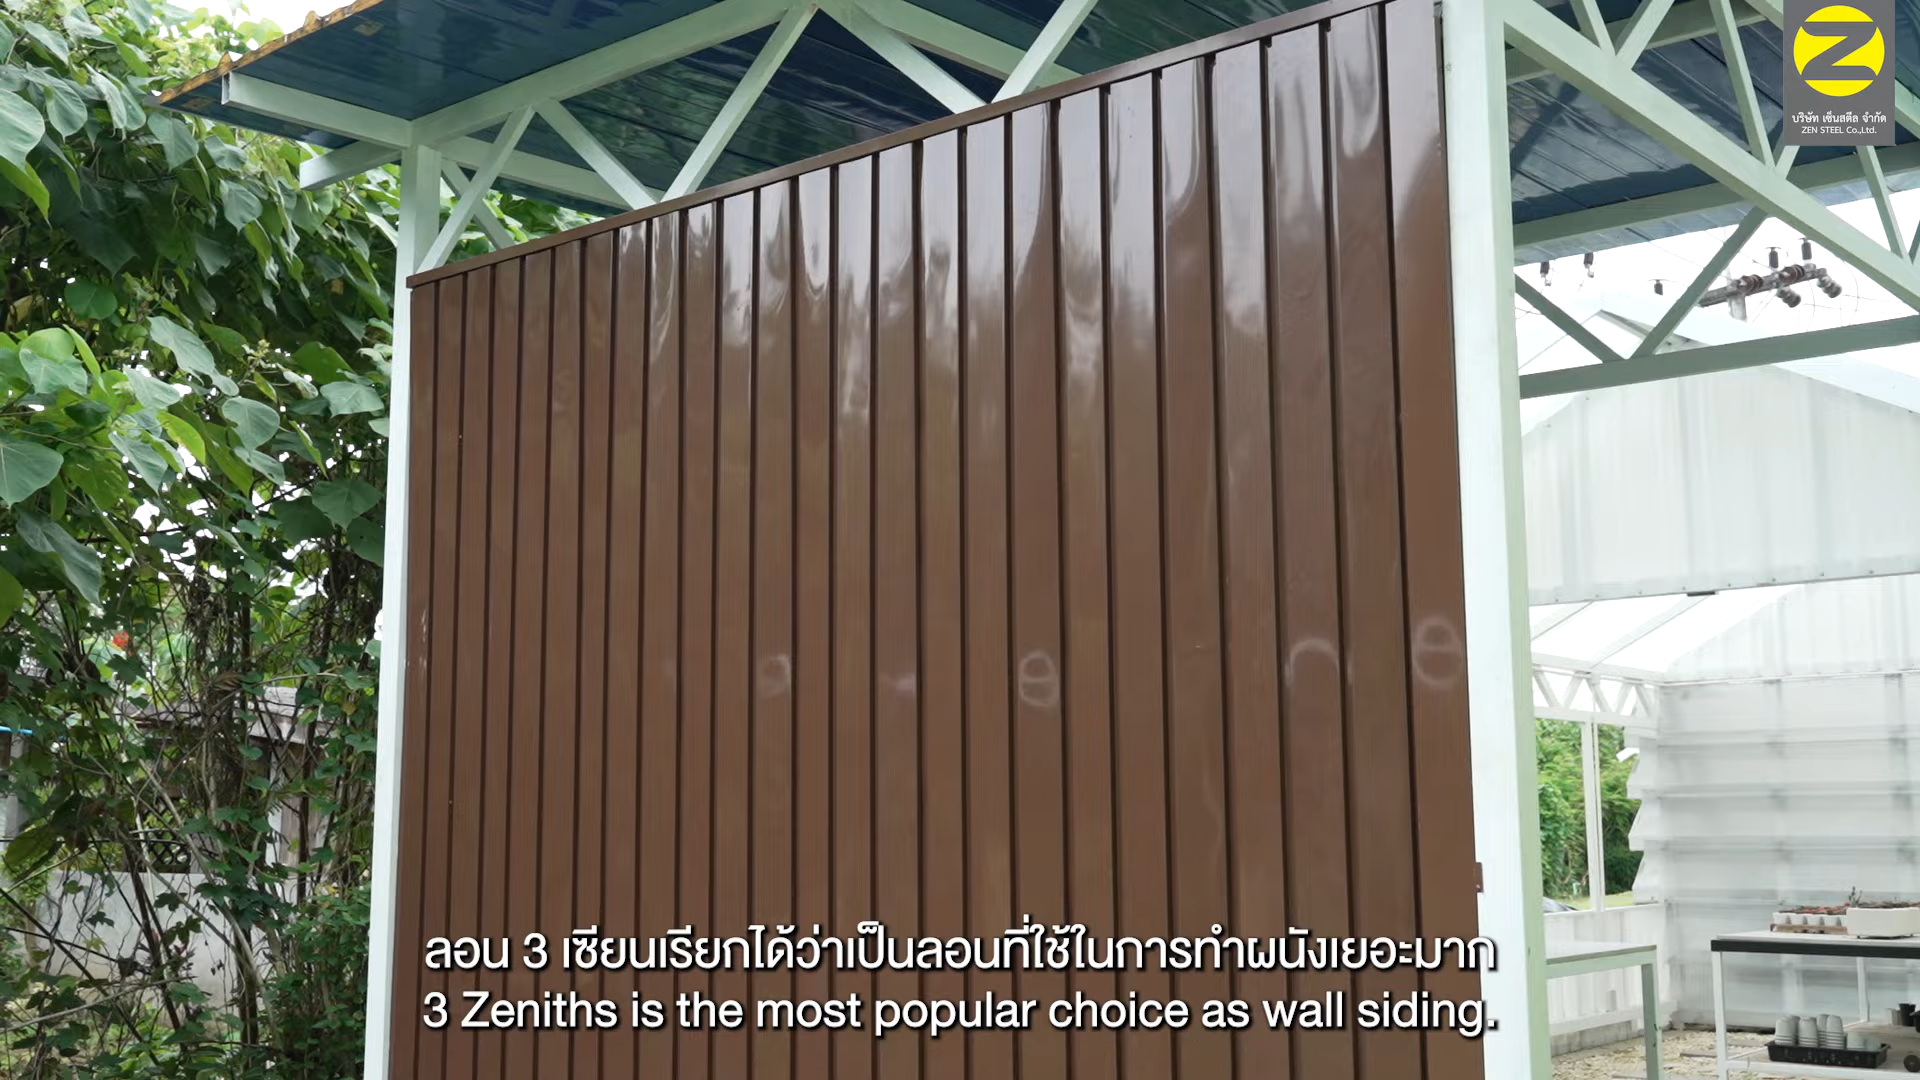 บริษัท เซ็นสตีล จำกัด
ZEN STEEL Co.,Ltd.
ลอน 3 เซียนเรียกได้ว่าเป็นลอนที่ใช้ในการทำผนังเยอะมาก
3 Zeniths is the most popular choice as wall siding.